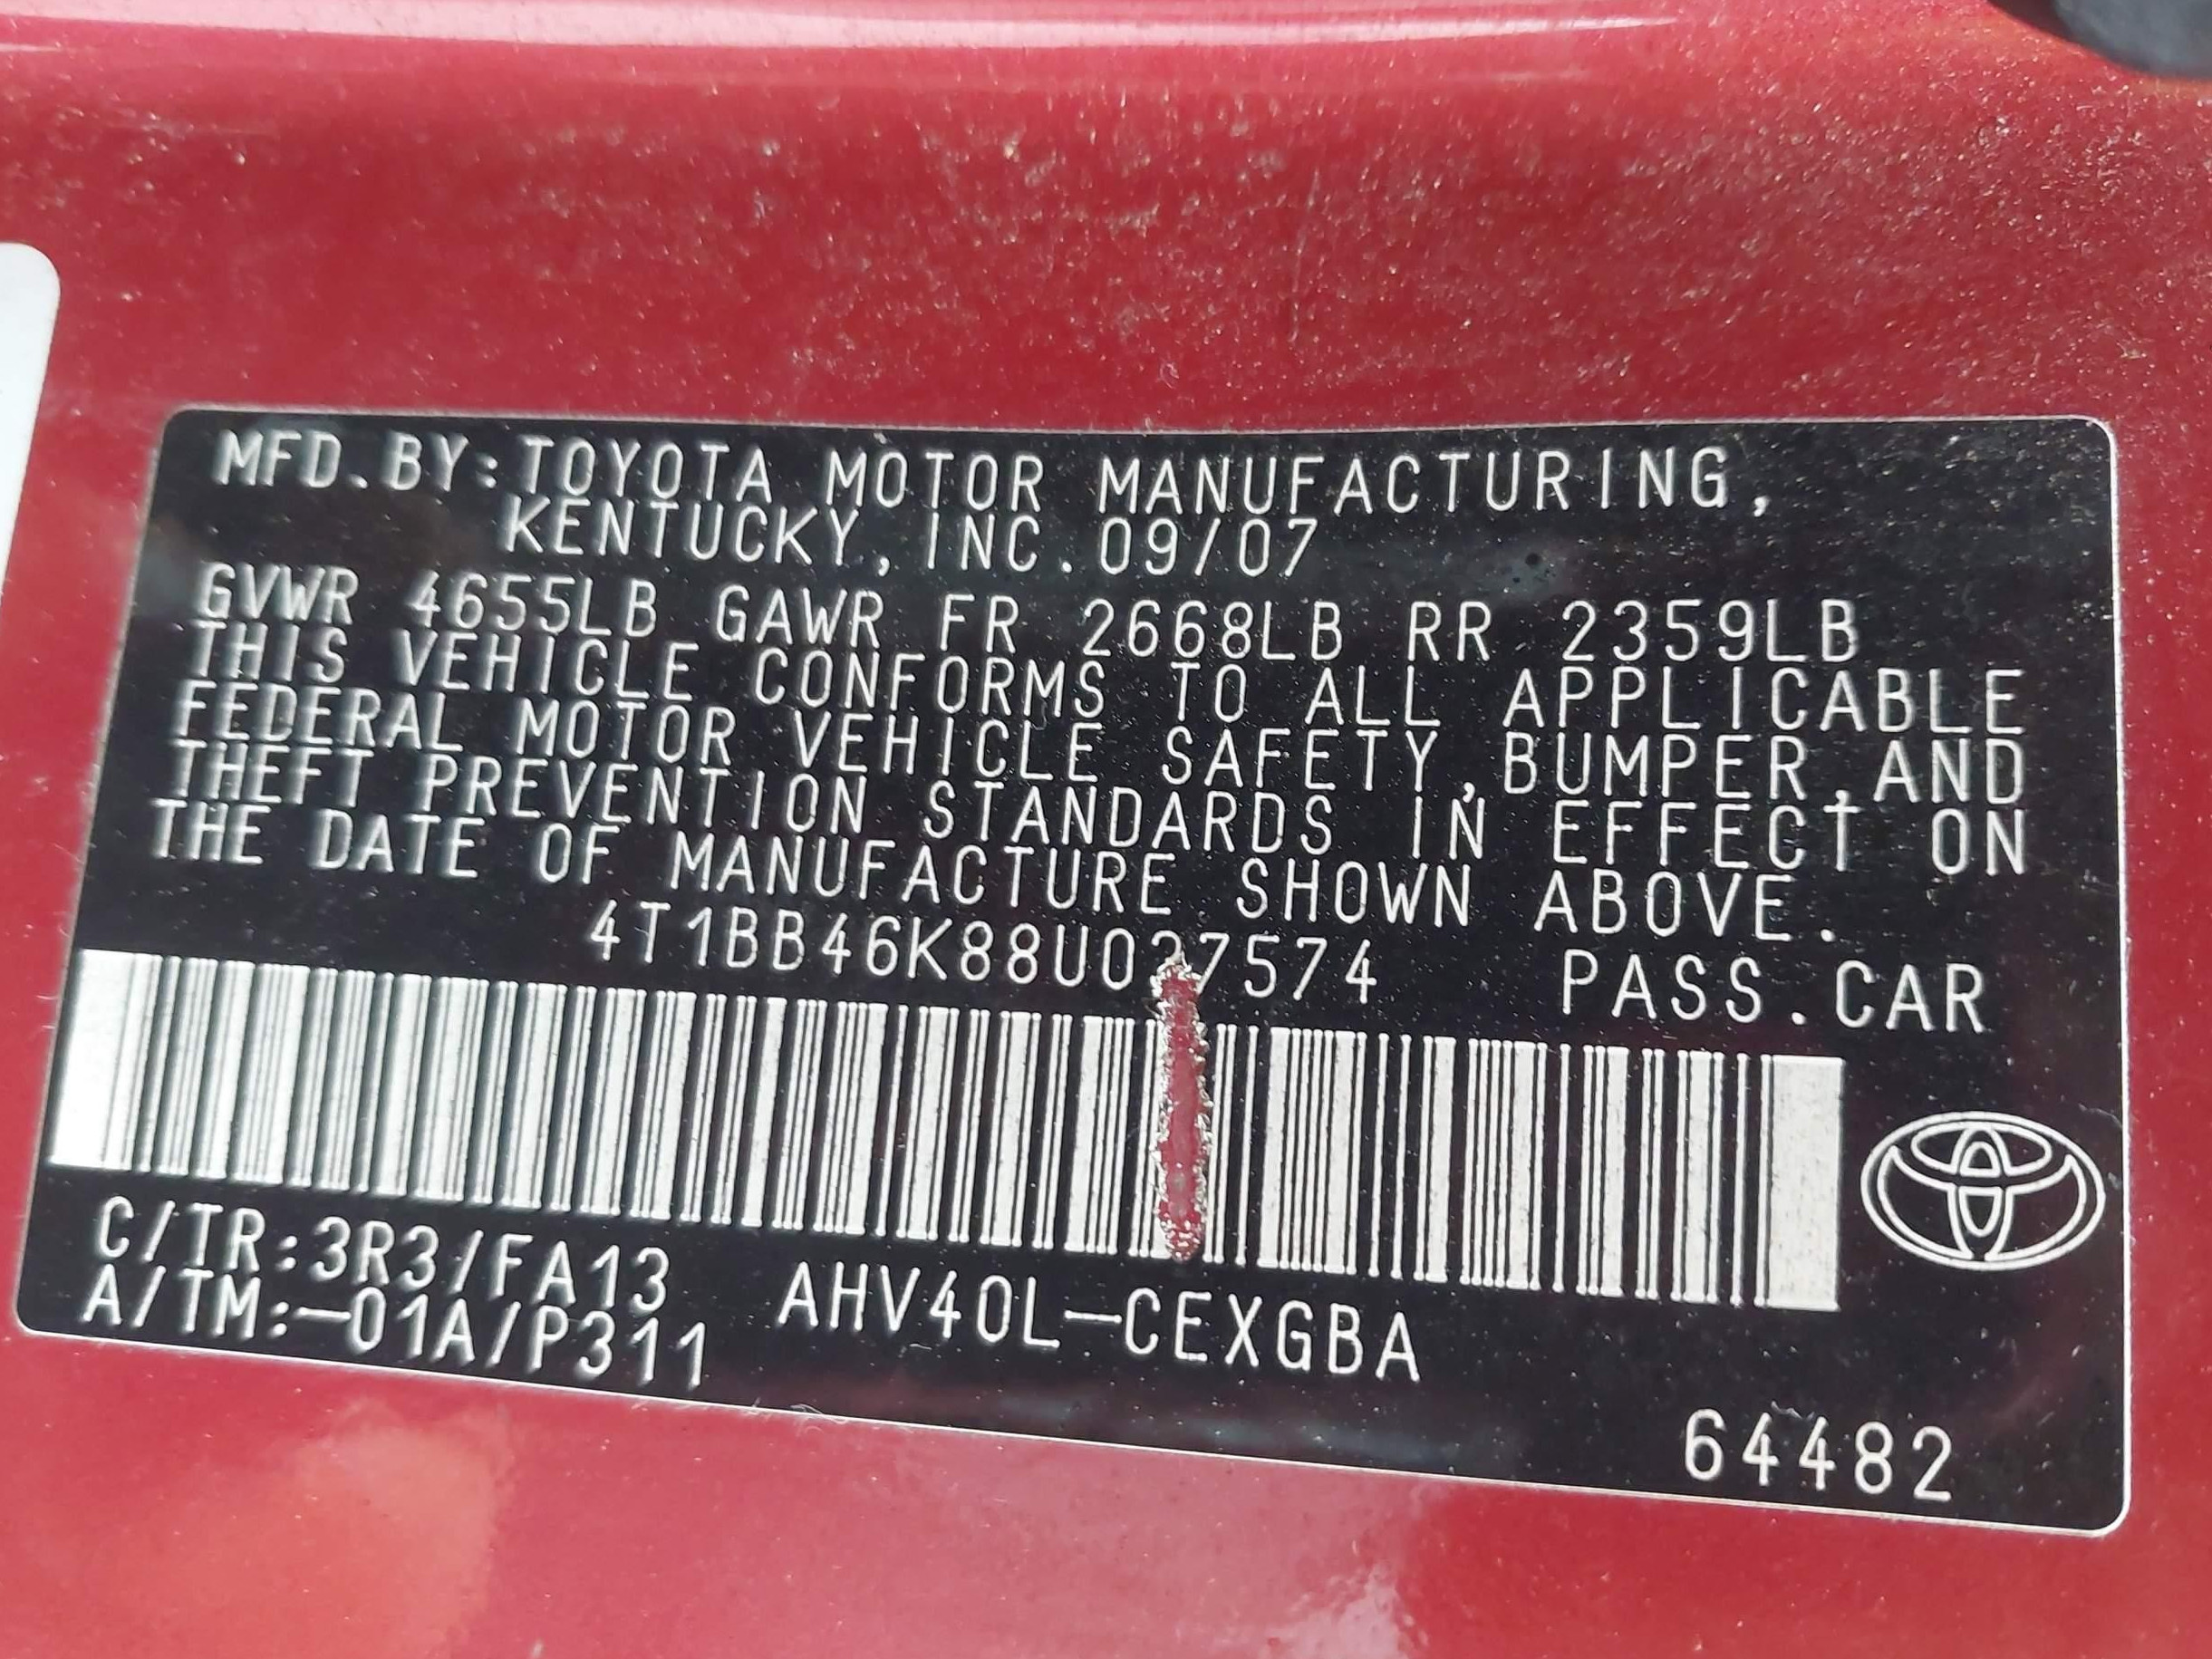 MFD.BY:TOYOTA MOTOR MANUFACTURING,
KENTUCKY, INC.09/07
GVWR 4655LB GAWR FR 2668LB RR 2359LB
THIS VEHICLE CONFORMS TO ALL APPLICABLE
FEDERAL MOTOR VEHICLE SAFETY,BUMPER,AND
THEFT PREVENTION STANDARDS IN EFFECT ON
THE DATE OF MANUFACTURE SHOWN ABOVE.
4T1BB46K88U037574 PASS.CAR
C/TR:3R3/FA13
A/TM:-01A/P311 AHV40L-CEXGBA
64482